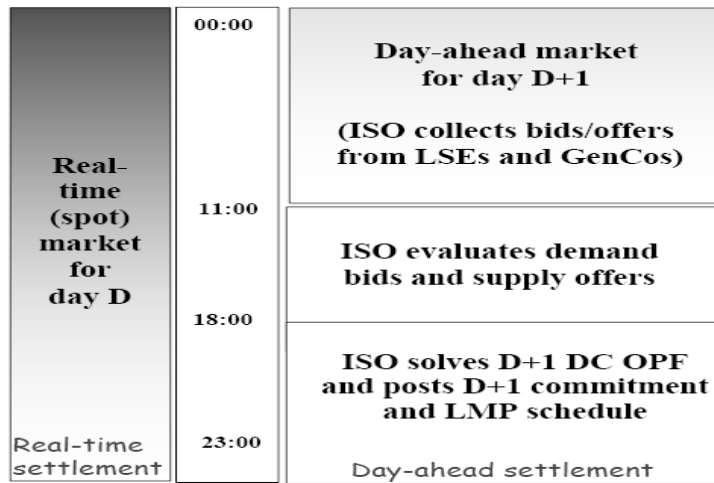 Real-
time
(spot)
market
for
day D
Real-time
settlement
00:00
11:00
18:00
23:00
Day-ahead market
for day D+1
(ISO collects bids/offers
from LSEs and GenCos)
ISO evaluates demand
bids and supply offers
ISO solves D+1 DC OPF
and posts D+1 commitment
and LMP schedule
Day-ahead settlement